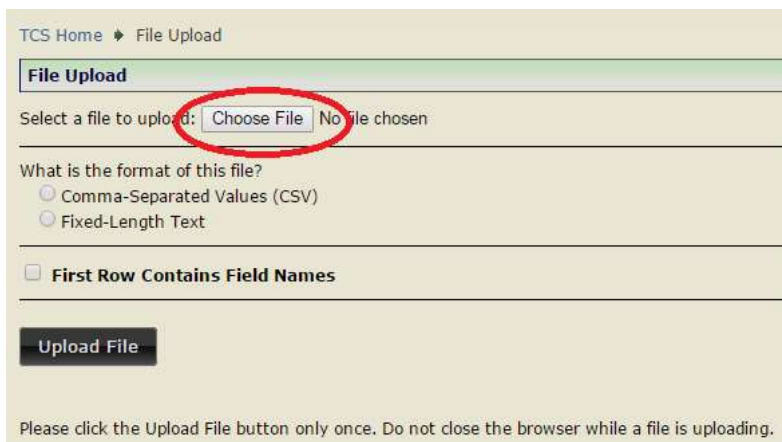 TCS Home File Upload
File Upload
Select a file to upload: Choose File No file chosen
What is the format of this file?
Comma-Separated Values (CSV)
Fixed-Length Text
First Row Contains Field Names
Upload File
Please click the Upload File button only once. Do not close the browser while a file is uploading.